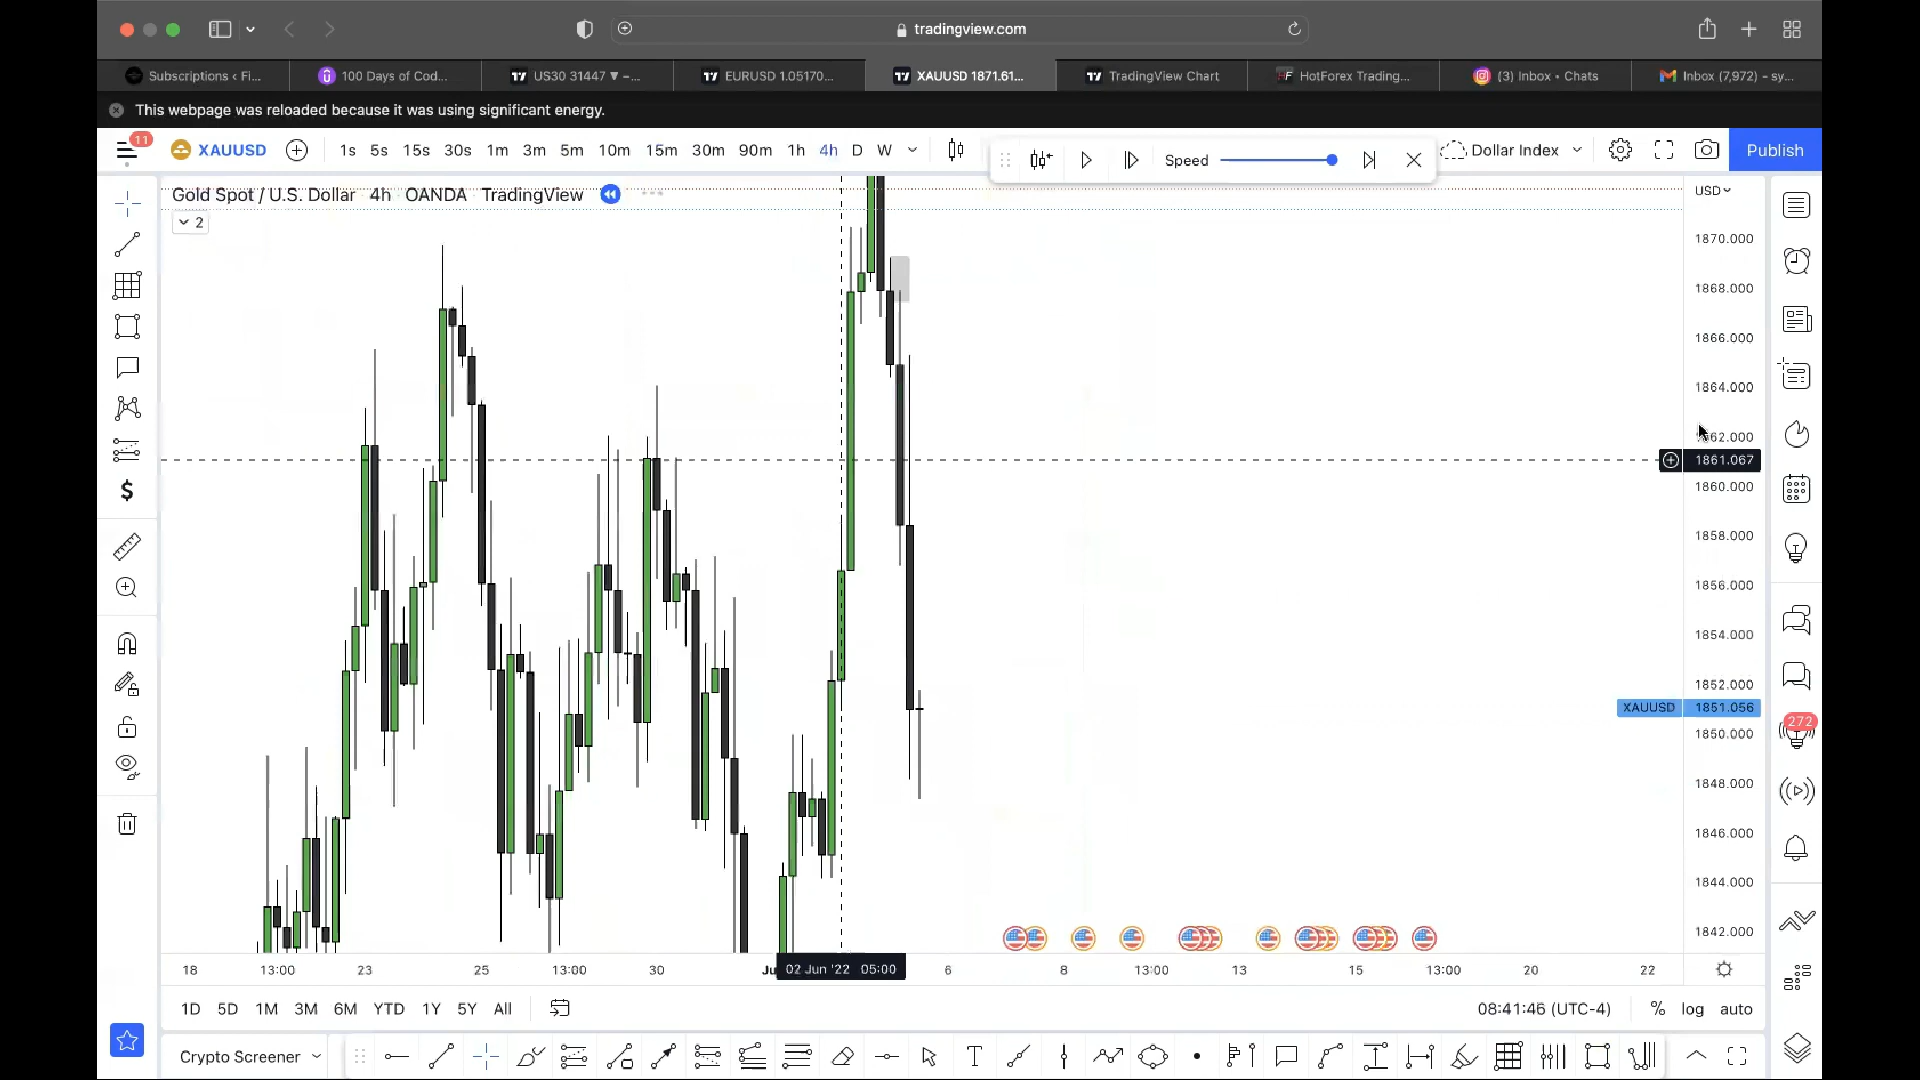 tradingview.com
Subscriptions < Fi...
100 Days of Cod...
US30 31447 ▼ –...
EURUSD 1.05170...
XAUUSD 1871.61...
TradingView Chart
HotForex Trading...
(3) Inbox • Chats
Inbox (7,972) – sy...
This webpage was reloaded because it was using significant energy.
11
XAUUSD
1s 5s 15s 30s 1m 3m 5m 10m 15m 30m 90m 1h 4h D W
Speed
Dollar Index
Publish
Gold Spot / U.S. Dollar 4h OANDA TradingView
USD
2
1870.000
1868.000
1866.000
1864.000
1861.067
1860.000
1858.000
1856.000
1854.000
1852.000
XAUUSD 1851.056
272
1850.000
1848.000
1846.000
1844.000
1842.000
18 13:00 23 25 13:00 30 02 Jun '22 05:00 6 8 13:00 13 15 13:00 20 22
1D 5D 1M 3M 6M YTD 1Y 5Y All
08:41:46 (UTC-4) % log auto
Crypto Screener